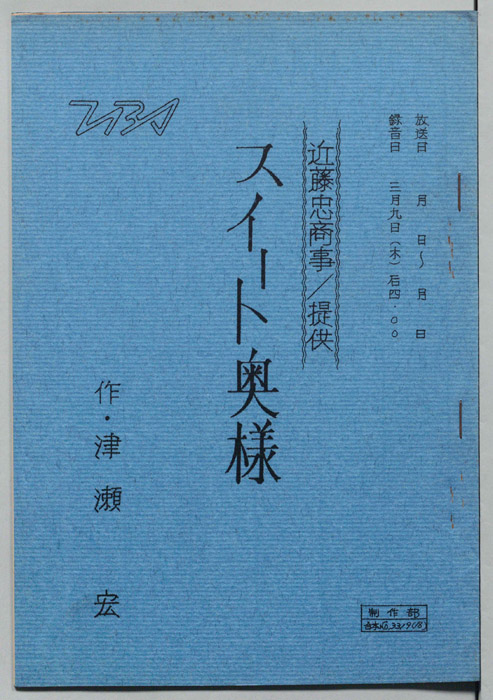 放送日　月　日〜　月　日
録音日　三月九日(木)后四・〇〇
近藤忠商事／提供
スイート奥様
作・津瀬　宏
制作部